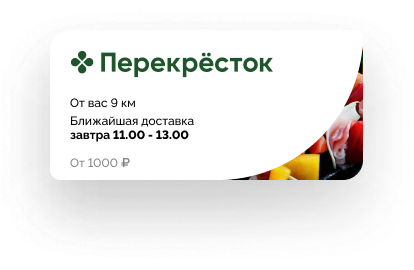 Перекрёсток
От вас 9 км
Ближайшая доставка
завтра 11.00 - 13.00
От 1000 ₽